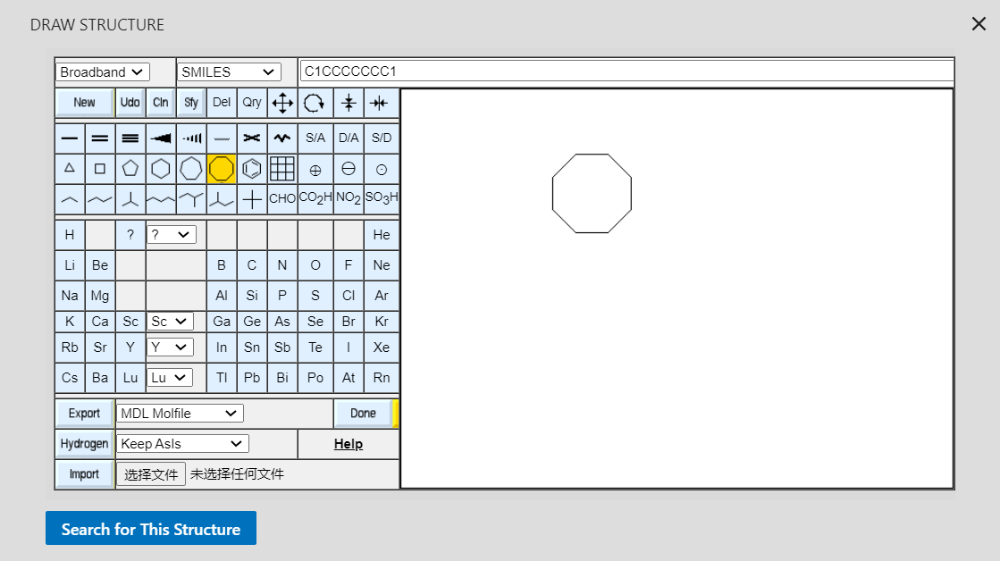 DRAW STRUCTURE
Broadband SMILES C1CCCCCCC1
New Udo Cln Sfy Del Qry
S/A D/A S/D
CHO CO2H NO2 SO3H
H ? ? He
Li Be B C N O F Ne
Na Mg Al Si P S Cl Ar
K Ca Sc Sc Ga Ge As Se Br Kr
Rb Sr Y Y In Sn Sb Te I Xe
Cs Ba Lu Lu Tl Pb Bi Po At Rn
Export MDL Molfile Done
Hydrogen Keep AsIs Help
Import 选择文件 未选择任何文件
Search for This Structure